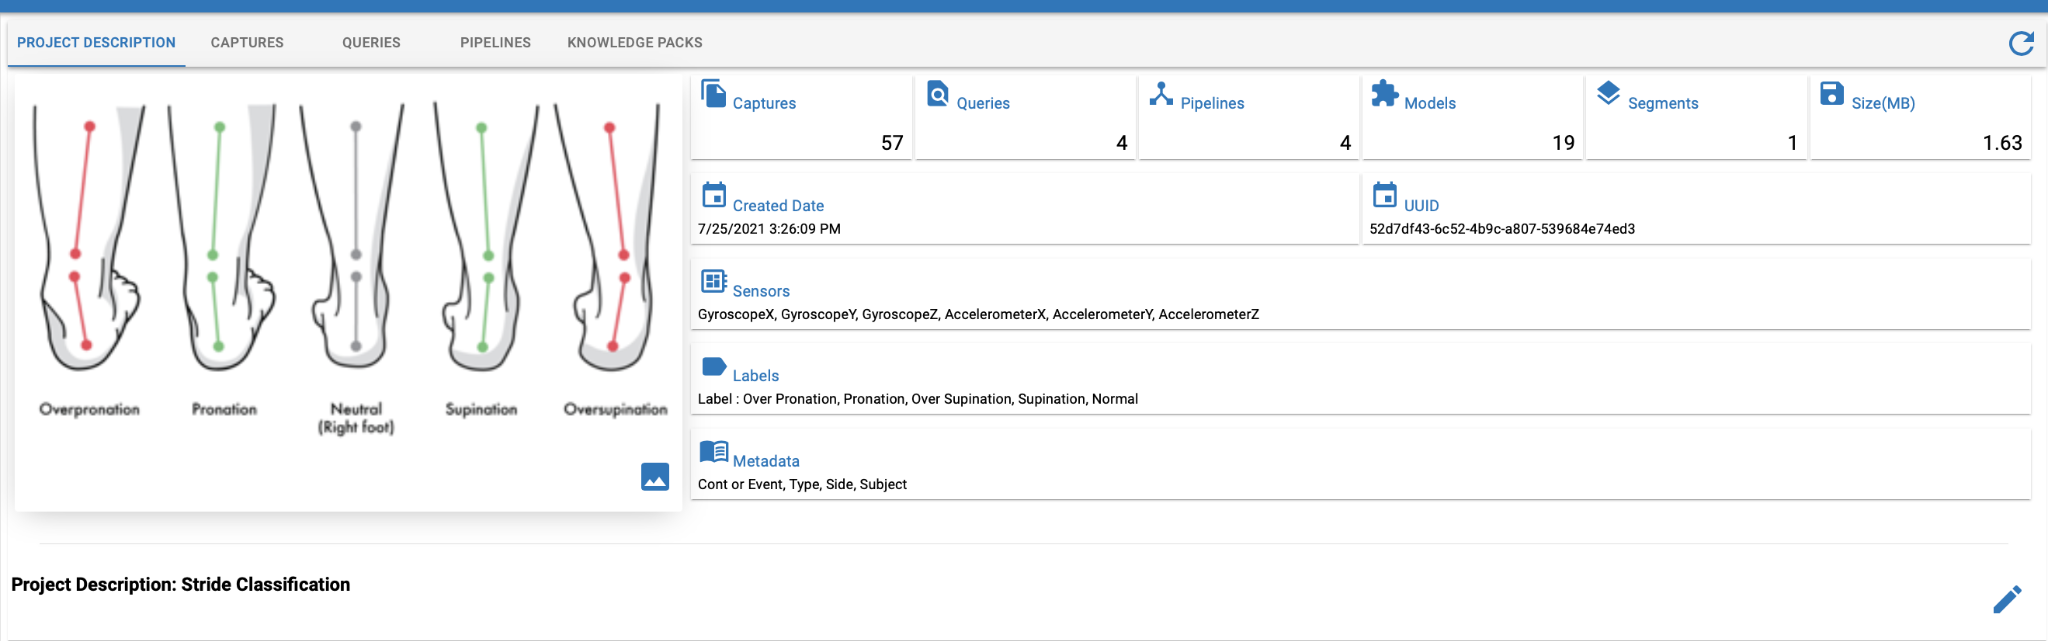 PROJECT DESCRIPTION CAPTURES QUERIES PIPELINES KNOWLEDGE PACKS
Overpronation Pronation Neutral (Right foot) Supination Oversupination
Captures
57
Queries
4
Pipelines
4
Models
19
Segments
1
Size(MB)
1.63
Created Date
7/25/2021 3:26:09 PM
UUID
52d7df43-6c52-4b9c-a807-539684e74ed3
Sensors
GyroscopeX, GyroscopeY, GyroscopeZ, AccelerometerX, AccelerometerY, AccelerometerZ
Labels
Label : Over Pronation, Pronation, Over Supination, Supination, Normal
Metadata
Cont or Event, Type, Side, Subject
Project Description: Stride Classification